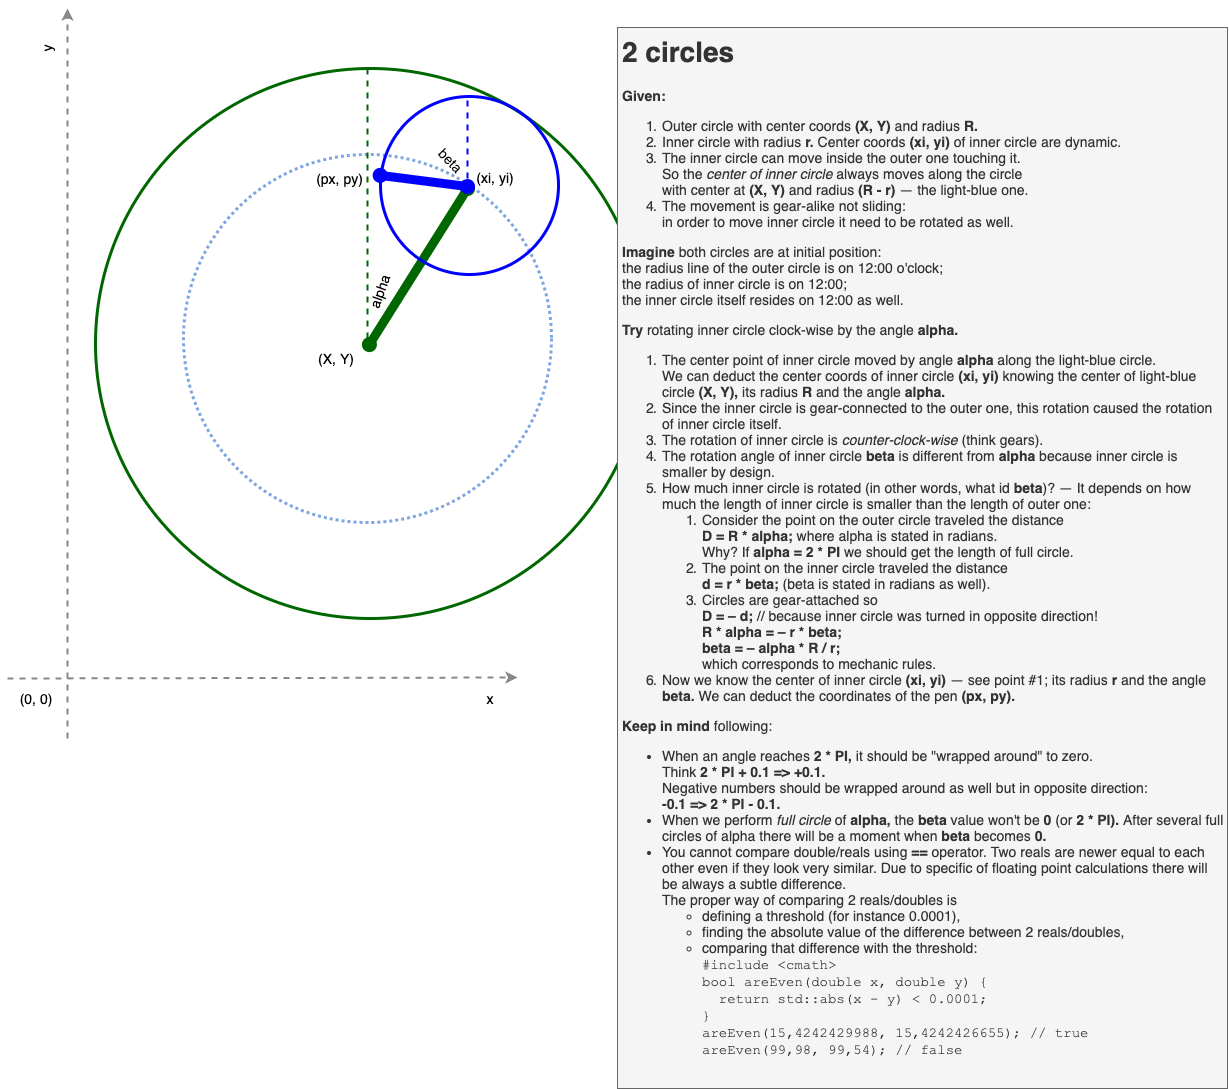 y
beta
(px, py)
(xi, yi)
alpha
(X, Y)
(0, 0)
x
2 circles
Given:
1. Outer circle with center coords (X, Y) and radius R.
2. Inner circle with radius r. Center coords (xi, yi) of inner circle are dynamic.
3. The inner circle can move inside the outer one touching it.
So the center of inner circle always moves along the circle
with center at (X, Y) and radius (R - r) — the light-blue one.
4. The movement is gear-alike not sliding:
in order to move inner circle it need to be rotated as well.
Imagine both circles are at initial position:
the radius line of the outer circle is on 12:00 o'clock;
the radius of inner circle is on 12:00;
the inner circle itself resides on 12:00 as well.
Try rotating inner circle clock-wise by the angle alpha.
1. The center point of inner circle moved by angle alpha along the light-blue circle.
We can deduct the center coords of inner circle (xi, yi) knowing the center of light-blue
circle (X, Y), its radius R and the angle alpha.
2. Since the inner circle is gear-connected to the outer one, this rotation caused the rotation
of inner circle itself.
3. The rotation of inner circle is counter-clock-wise (think gears).
4. The rotation angle of inner circle beta is different from alpha because inner circle is
smaller by design.
5. How much inner circle is rotated (in other words, what id beta)? — It depends on how
much the length of inner circle is smaller than the length of outer one:
1. Consider the point on the outer circle traveled the distance
D = R * alpha; where alpha is stated in radians.
Why? If alpha = 2 * PI we should get the length of full circle.
2. The point on the inner circle traveled the distance
d = r * beta; (beta is stated in radians as well).
3. Circles are gear-attached so
D = – d; // because inner circle was turned in opposite direction!
R * alpha = – r * beta;
beta = – alpha * R / r;
which corresponds to mechanic rules.
6. Now we know the center of inner circle (xi, yi) — see point #1; its radius r and the angle
beta. We can deduct the coordinates of the pen (px, py).
Keep in mind following:
• When an angle reaches 2 * PI, it should be "wrapped around" to zero.
Think 2 * PI + 0.1 => +0.1.
Negative numbers should be wrapped around as well but in opposite direction:
-0.1 => 2 * PI - 0.1.
• When we perform full circle of alpha, the beta value won't be 0 (or 2 * PI). After several full
circles of alpha there will be a moment when beta becomes 0.
• You cannot compare double/reals using == operator. Two reals are newer equal to each
other even if they look very similar. Due to specific of floating point calculations there will
be always a subtle difference.
The proper way of comparing 2 reals/doubles is
◦ defining a threshold (for instance 0.0001),
◦ finding the absolute value of the difference between 2 reals/doubles,
◦ comparing that difference with the threshold:
#include <cmath>
bool areEven(double x, double y) {
return std::abs(x - y) < 0.0001;
}
areEven(15,4242429988, 15,4242426655); // true
areEven(99,98, 99,54); // false